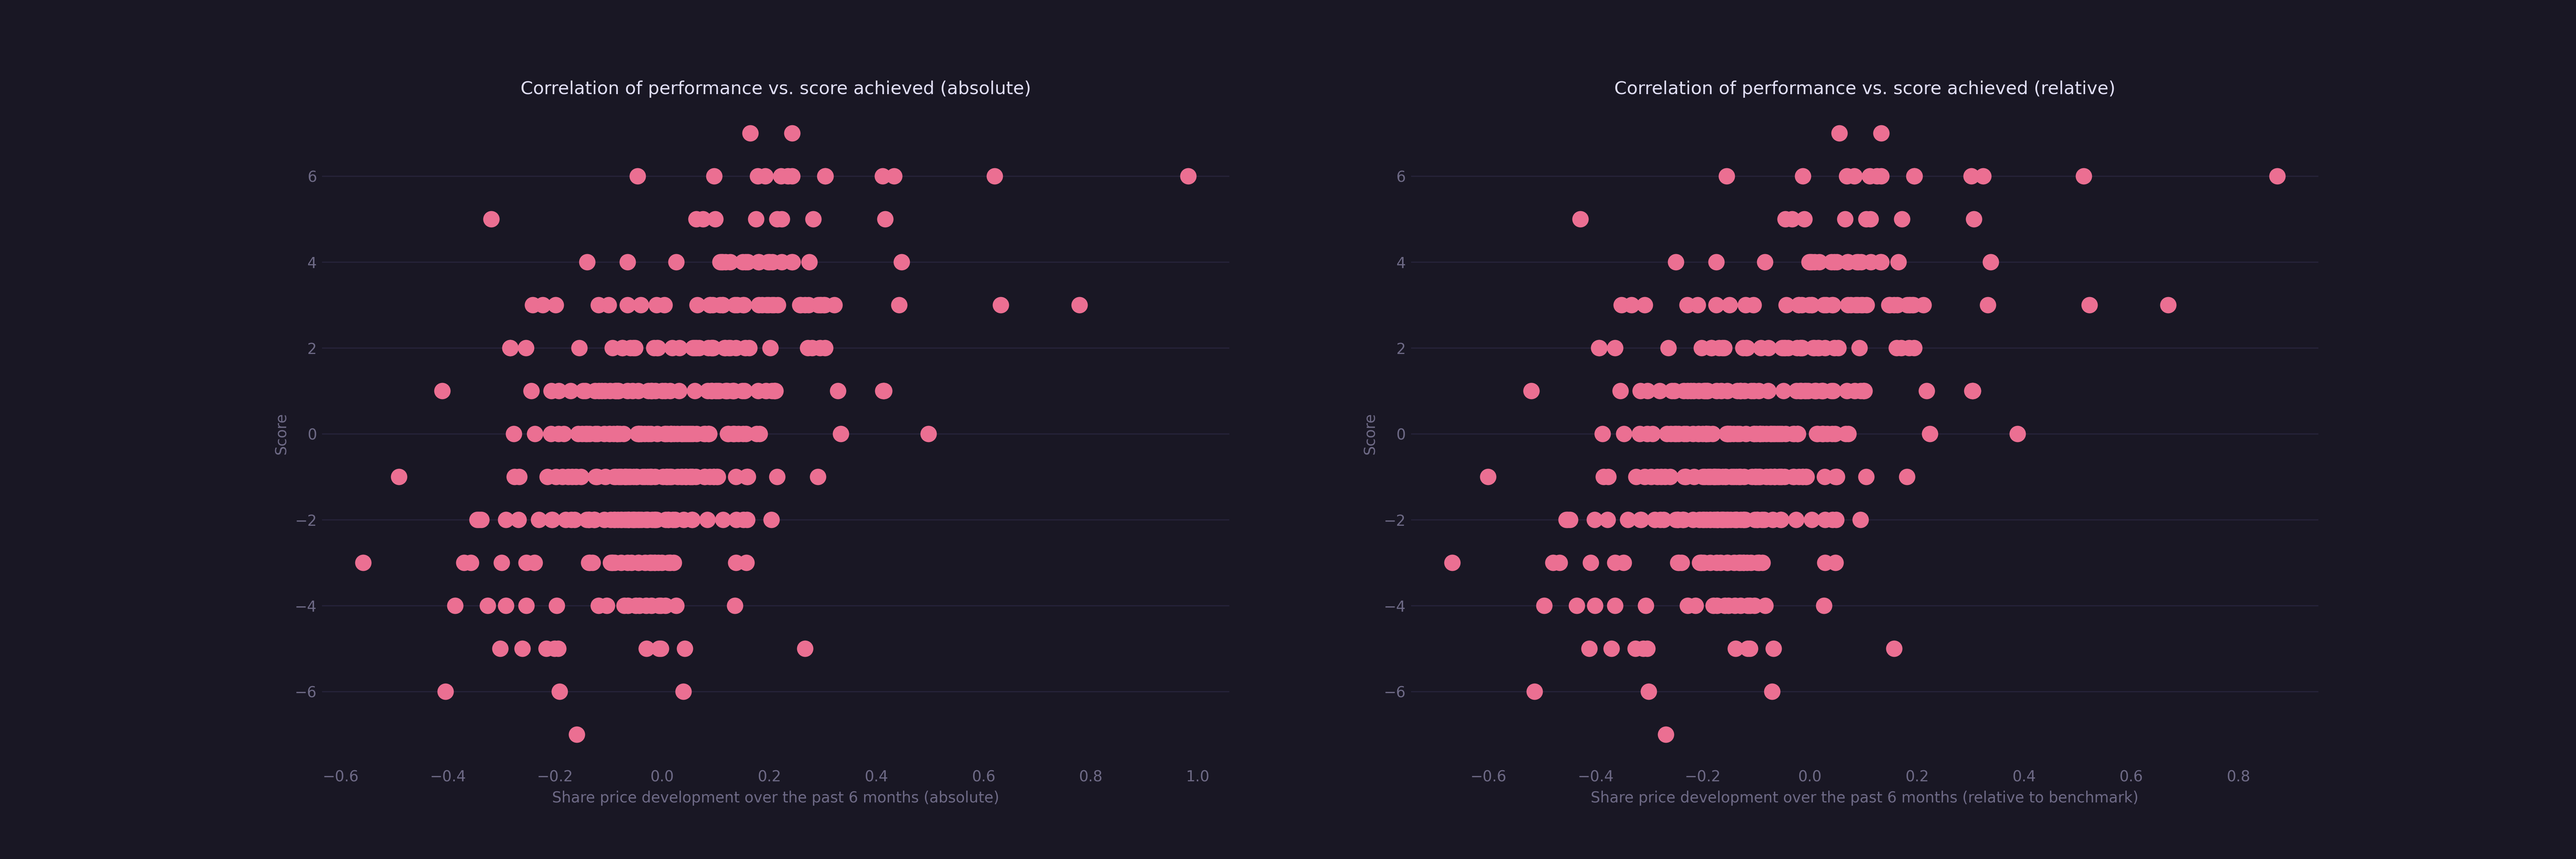 Correlation of performance vs. score achieved (absolute)
Score
6
4
2
0
−2
−4
−6
−0.6 −0.4 −0.2 0.0 0.2 0.4 0.6 0.8 1.0
Share price development over the past 6 months (absolute)
Correlation of performance vs. score achieved (relative)
Score
6
4
2
0
−2
−4
−6
−0.6 −0.4 −0.2 0.0 0.2 0.4 0.6 0.8
Share price development over the past 6 months (relative to benchmark)